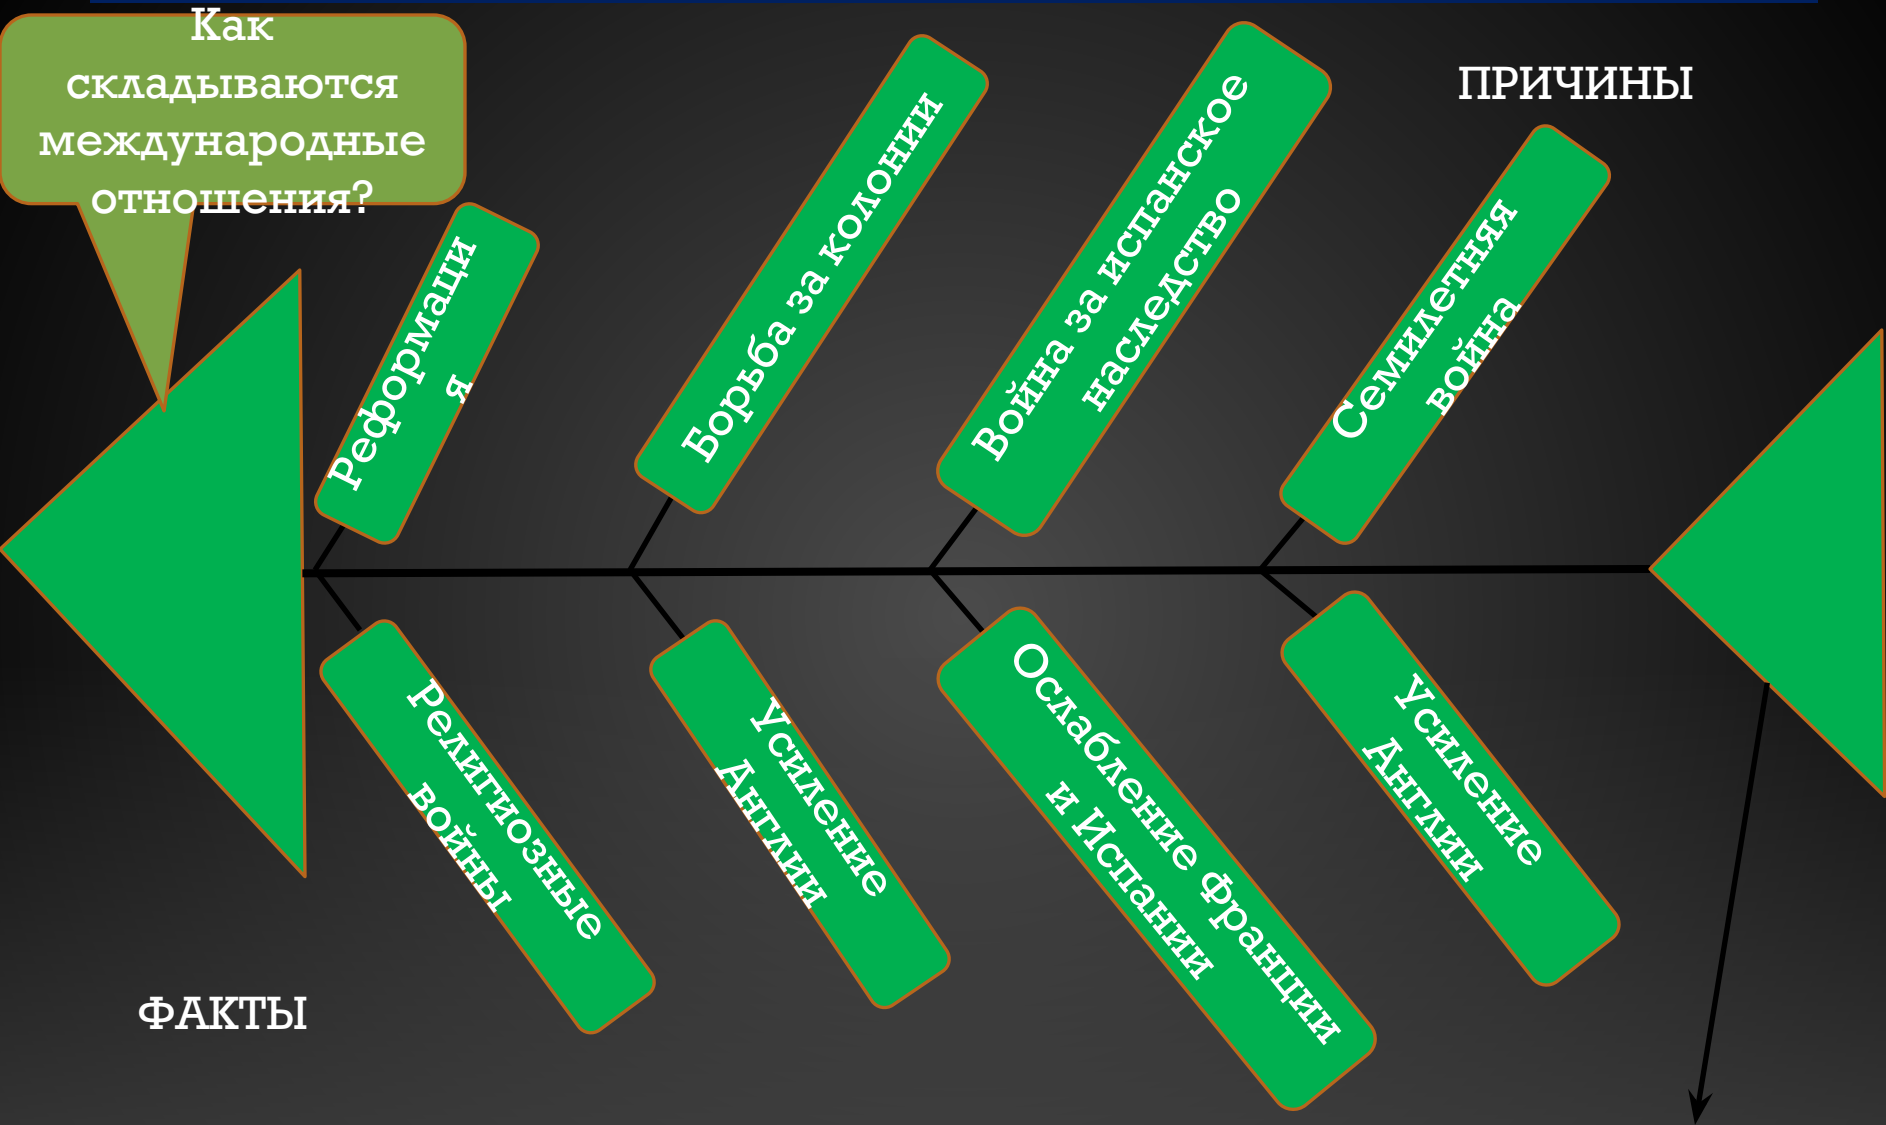 Как
складываются
международные
отношения?
ПРИЧИНЫ
Реформаци
я
Борьба за колонии
Война за испанское
наследство
Семилетняя
война
Религиозные
войны
Усиление
Англии
Ослабление Франции
и Испании
Усиление
Англии
ФАКТЫ